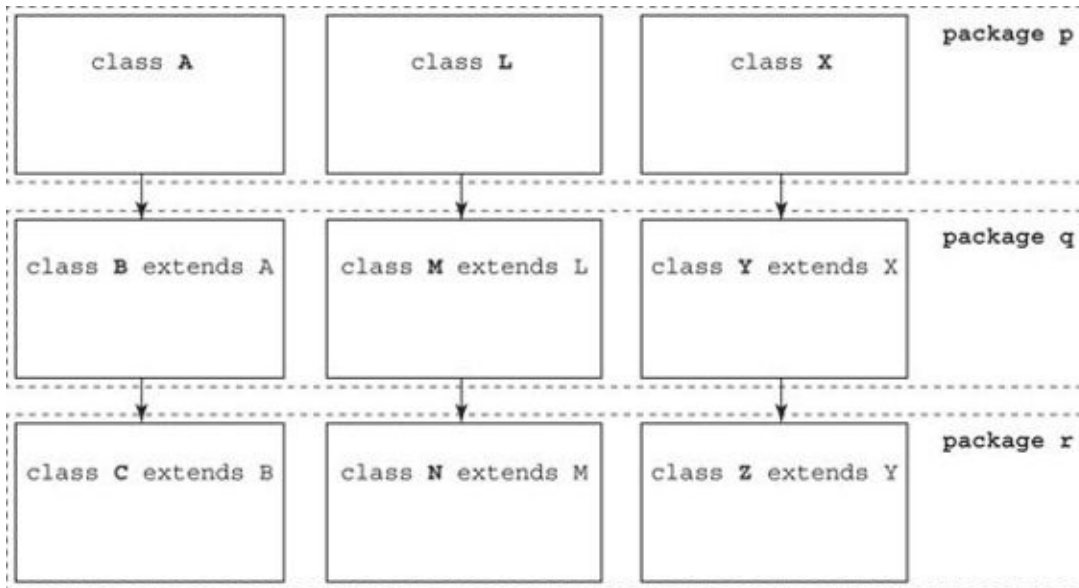 package p
class A
class L
class X
package q
class B extends A
class M extends L
class Y extends X
package r
class C extends B
class N extends M
class Z extends Y